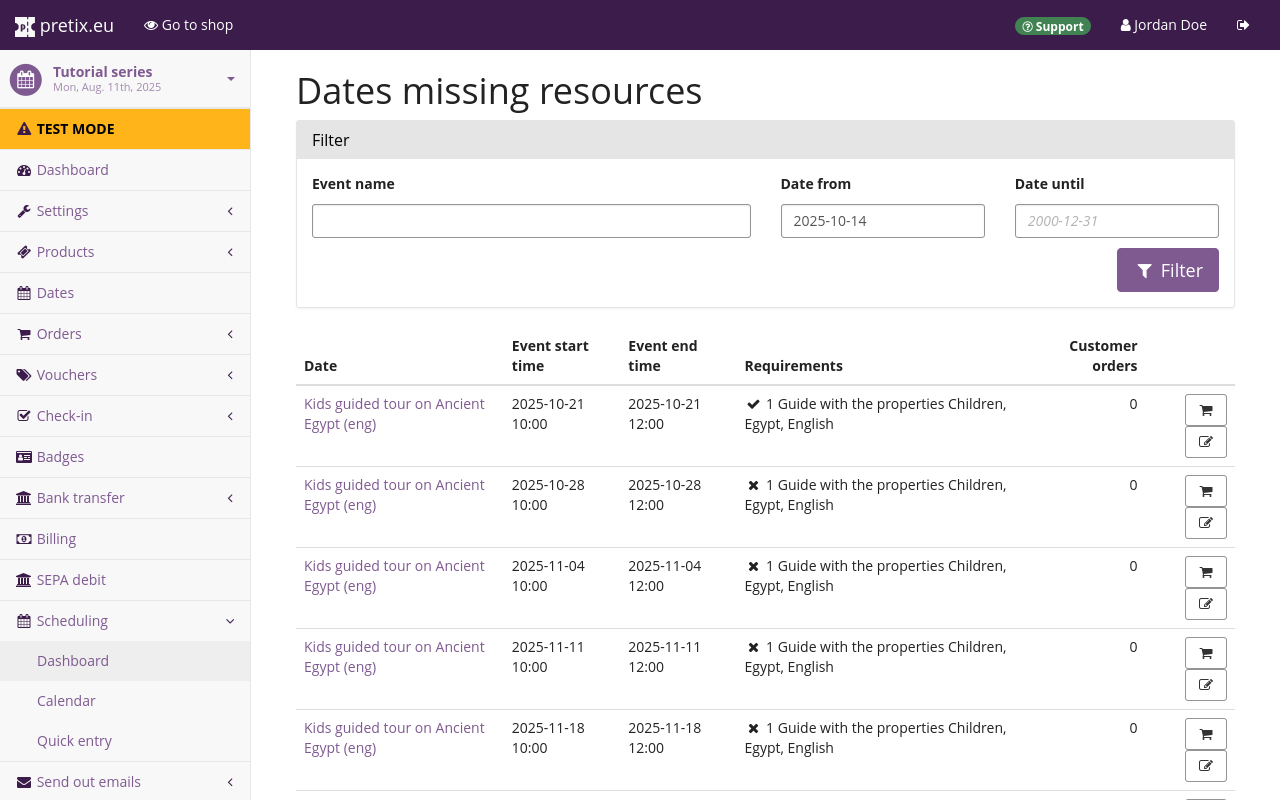 pretix.eu
Go to shop
Support
Jordan Doe
Tutorial series
Mon, Aug. 11th, 2025
TEST MODE
Dashboard
Settings
Products
Dates
Orders
Vouchers
Check-in
Badges
Bank transfer
Billing
SEPA debit
Scheduling
Dashboard
Calendar
Quick entry
Send out emails
Dates missing resources
Filter
Event name
Date from
Date until
2025-10-14
2000-12-31
Filter
Date
Event start time
Event end time
Requirements
Customer orders
Kids guided tour on Ancient Egypt (eng)
2025-10-21 10:00
2025-10-21 12:00
1 Guide with the properties Children, Egypt, English
0
Kids guided tour on Ancient Egypt (eng)
2025-10-28 10:00
2025-10-28 12:00
1 Guide with the properties Children, Egypt, English
0
Kids guided tour on Ancient Egypt (eng)
2025-11-04 10:00
2025-11-04 12:00
1 Guide with the properties Children, Egypt, English
0
Kids guided tour on Ancient Egypt (eng)
2025-11-11 10:00
2025-11-11 12:00
1 Guide with the properties Children, Egypt, English
0
Kids guided tour on Ancient Egypt (eng)
2025-11-18 10:00
2025-11-18 12:00
1 Guide with the properties Children, Egypt, English
0